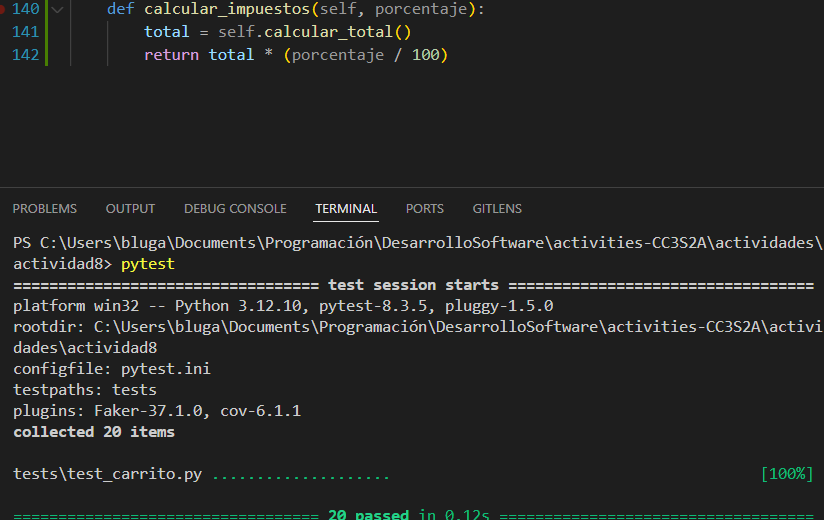 140 def calcular_impuestos(self, porcentaje):
141 total = self.calcular_total()
142 return total * (porcentaje / 100)
PROBLEMS OUTPUT DEBUG CONSOLE TERMINAL PORTS GITLENS
PS C:\Users\bluga\Documents\Programación\DesarrolloSoftware\activities-CC3S2A\actividades\
actividad8> pytest
================================== test session starts ==================================
platform win32 -- Python 3.12.10, pytest-8.3.5, pluggy-1.5.0
rootdir: C:\Users\bluga\Documents\Programación\DesarrolloSoftware\activities-CC3S2A\activi
dades\actividad8
configfile: pytest.ini
testpaths: tests
plugins: Faker-37.1.0, cov-6.1.1
collected 20 items
tests\test_carrito.py .................... [100%]
================================== 20 passed in 0.12s ===================================